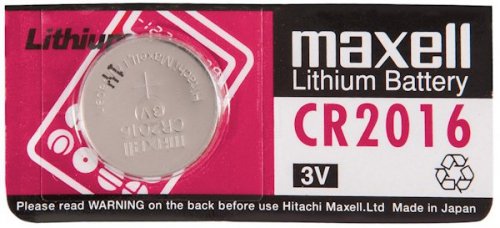 Lithium
maxell
Lithium Battery
CR2016
3V
CR2016
(3V)
+
Please read WARNING on the back before use Hitachi Maxell.Ltd Made in Japan